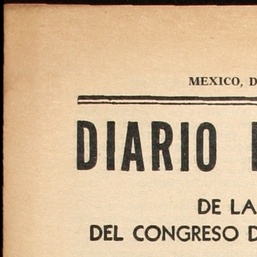 MEXICO, D
DIARIO
DE LA
DEL CONGRESO D